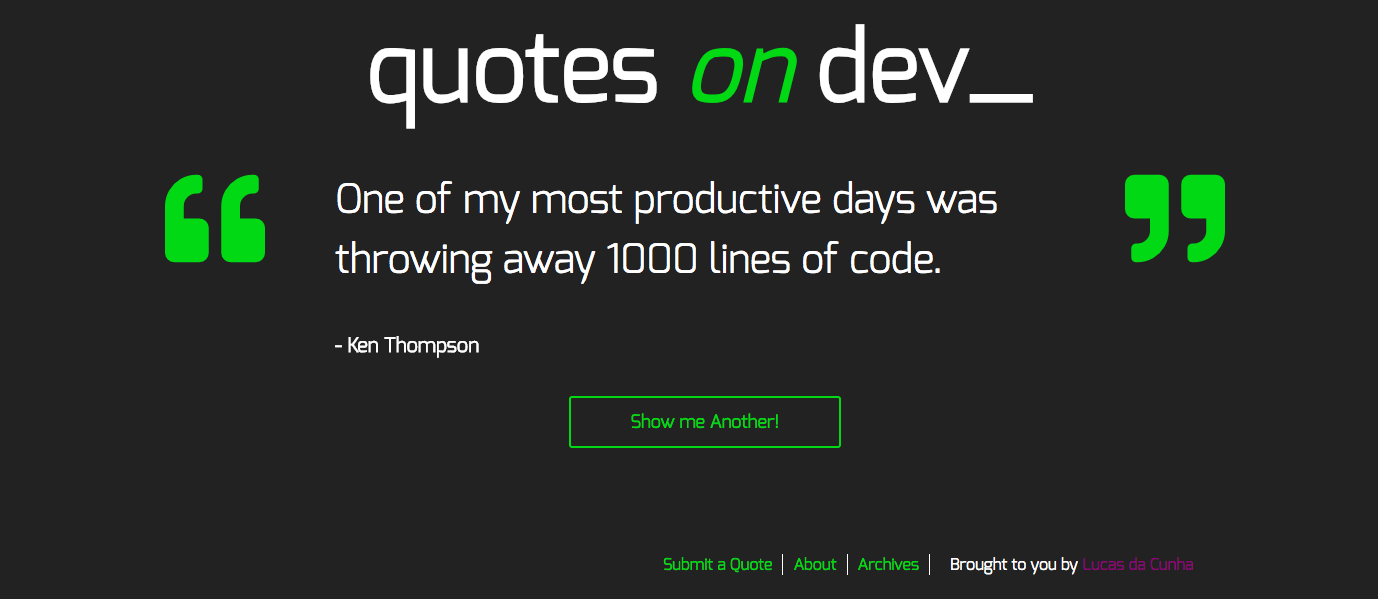 quotes on dev_
One of my most productive days was
throwing away 1000 lines of code.
- Ken Thompson
Show me Another!
Submit a Quote | About | Archives | Brought to you by Lucas da Cunha